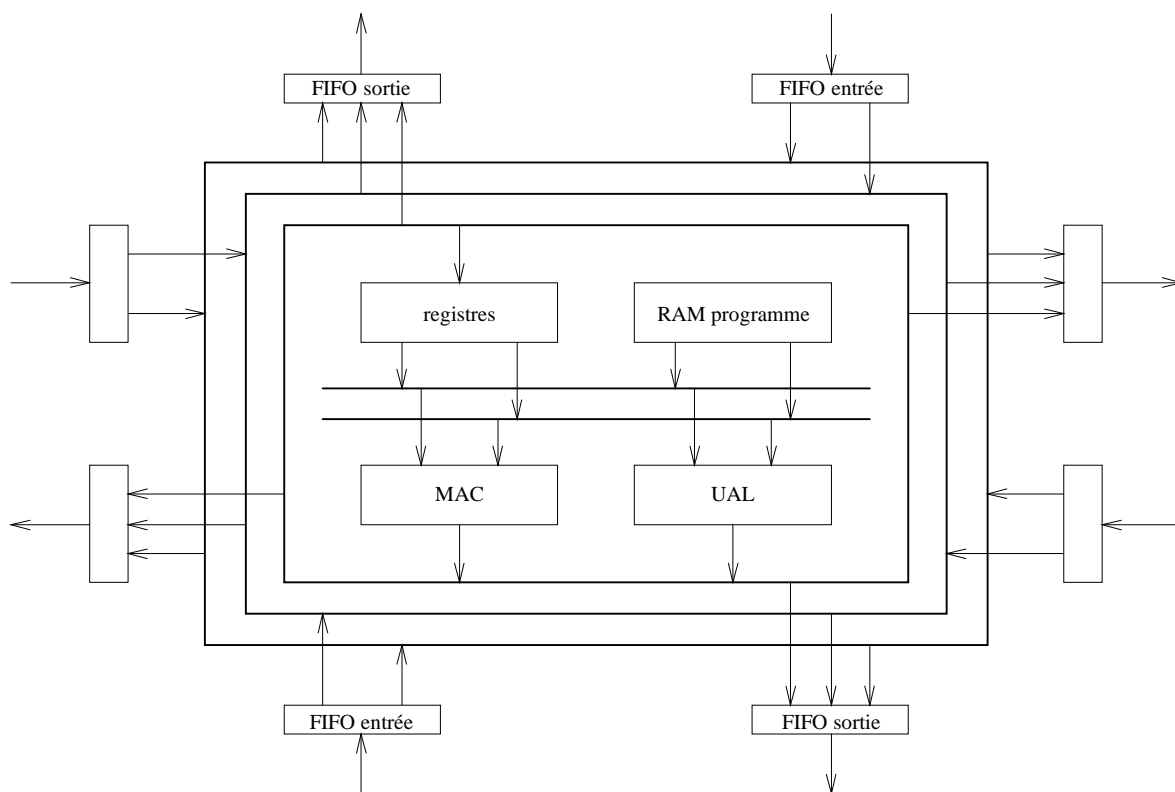 FIFO sortie
FIFO entrée
registres
RAM programme
MAC
UAL
FIFO entrée
FIFO sortie